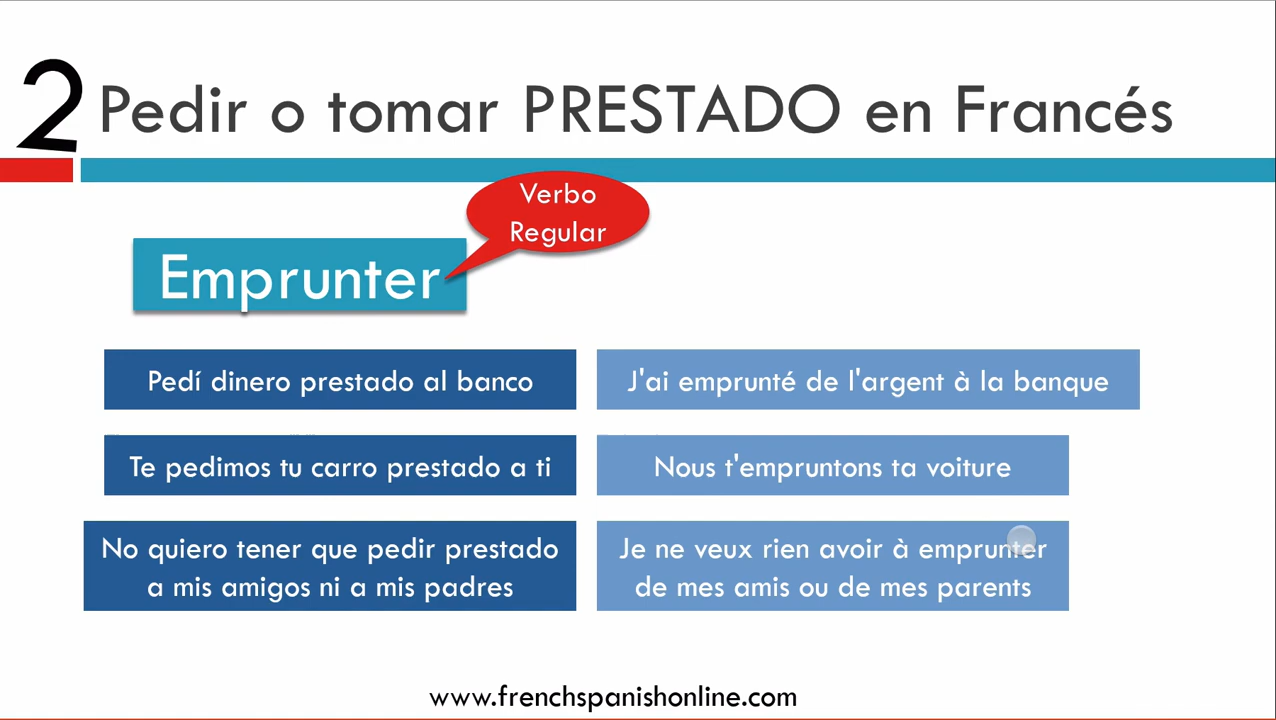 2 Pedir o tomar PRESTADO en Francés
Verbo
Regular
Emprunter
Pedí dinero prestado al banco
J'ai emprunté de l'argent à la banque
Te pedimos tu carro prestado a ti
Nous t'empruntons ta voiture
No quiero tener que pedir prestado
a mis amigos ni a mis padres
Je ne veux rien avoir à emprunter
de mes amis ou de mes parents
www.frenchspanishonline.com